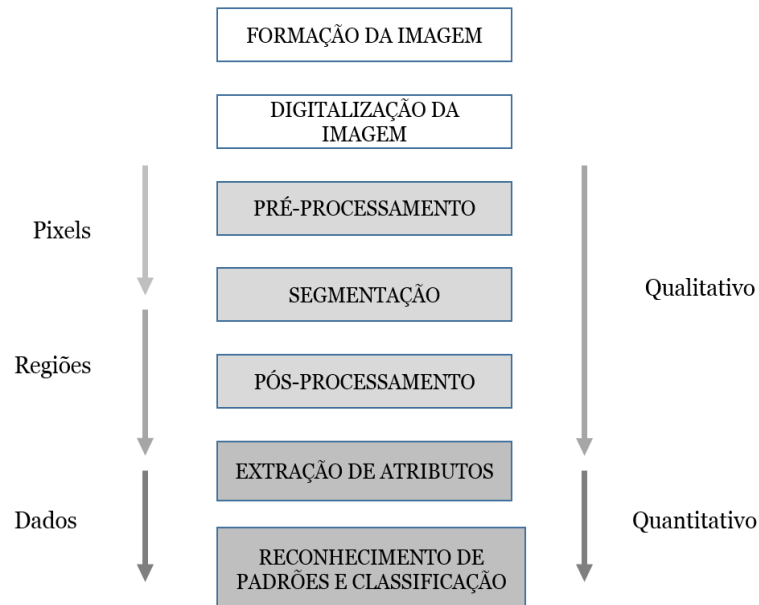 FORMAÇÃO DA IMAGEM
DIGITALIZAÇÃO DA
IMAGEM
PRÉ-PROCESSAMENTO
Pixels
SEGMENTAÇÃO
Qualitativo
Regiões
PÓS-PROCESSAMENTO
EXTRAÇÃO DE ATRIBUTOS
Dados
Quantitativo
RECONHECIMENTO DE
PADRÕES E CLASSIFICAÇÃO